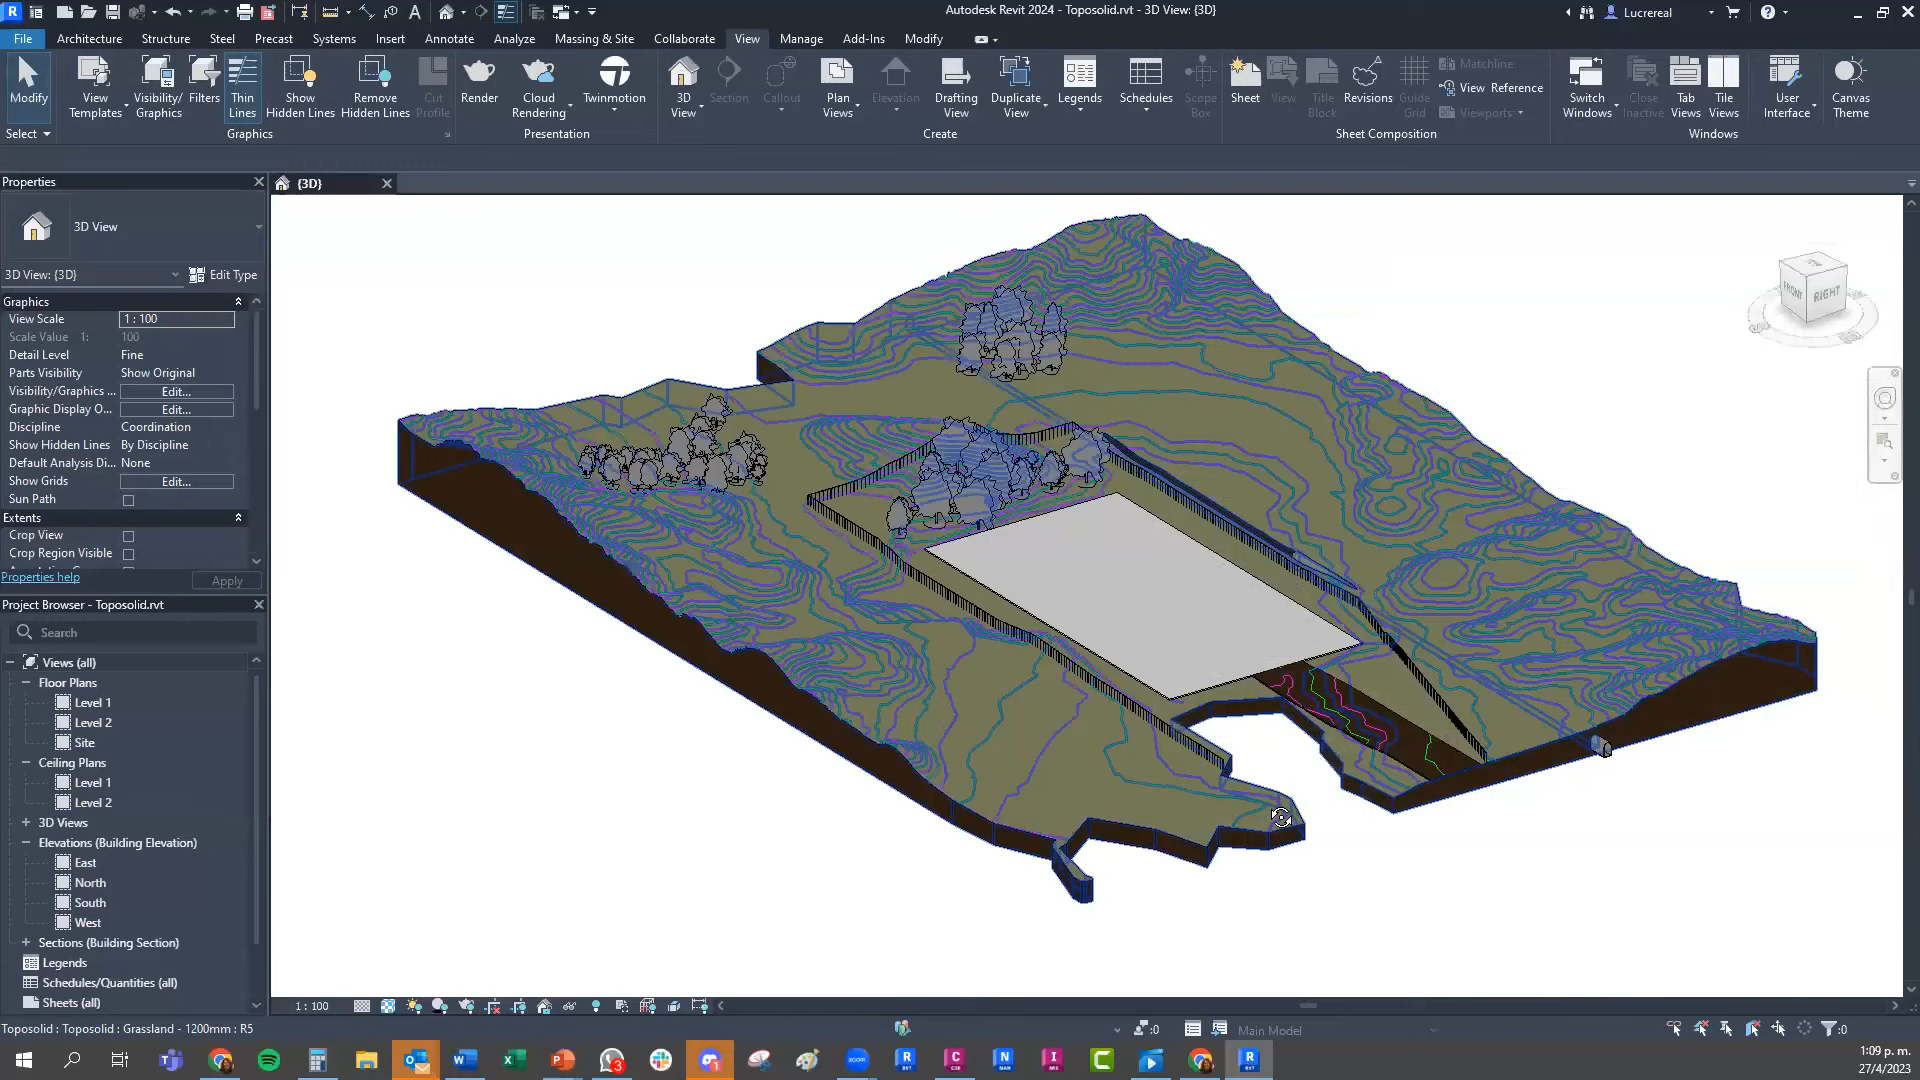 Autodesk Revit 2024 - Toposolid.rvt - 3D View: {3D}
Lucrereal
File
Architecture
Structure
Steel
Precast
Systems
Insert
Annotate
Analyze
Massing & Site
Collaborate
View
Manage
Add-Ins
Modify
Modify
View
Templates
Visibility/
Graphics
Filters
Thin
Lines
Show
Hidden Lines
Remove
Hidden Lines
Cut
Profile
Render
Cloud
Rendering
Twinmotion
3D
View
Section
Callout
Plan
Views
Elevation
Drafting
View
Duplicate
View
Legends
Schedules
Scope
Box
Sheet
View
Title
Block
Revisions
Guide
Grid
Matchline
View Reference
Viewports
Switch
Windows
Close
Inactive
Tab
Views
Tile
Views
User
Interface
Canvas
Theme
Select
Graphics
Presentation
Create
Sheet Composition
Windows
Properties
{3D}
3D View
3D View: {3D}
Edit Type
Graphics
View Scale
1 : 100
Scale Value 1:
100
Detail Level
Fine
Parts Visibility
Show Original
Visibility/Graphics ...
Edit...
Graphic Display O...
Edit...
Discipline
Coordination
Show Hidden Lines
By Discipline
Default Analysis Di...
None
Show Grids
Edit...
Sun Path
Extents
Crop View
Crop Region Visible
Properties help
Apply
Project Browser - Toposolid.rvt
Search
Views (all)
Floor Plans
Level 1
Level 2
Site
Ceiling Plans
Level 1
Level 2
3D Views
Elevations (Building Elevation)
East
North
South
West
Sections (Building Section)
Legends
Schedules/Quantities (all)
Sheets (all)
TOP
FRONT
RIGHT
1 : 100
Toposolid : Toposolid : Grassland - 1200mm : R5
:0
Main Model
:0
1:09 p. m.
27/4/2023